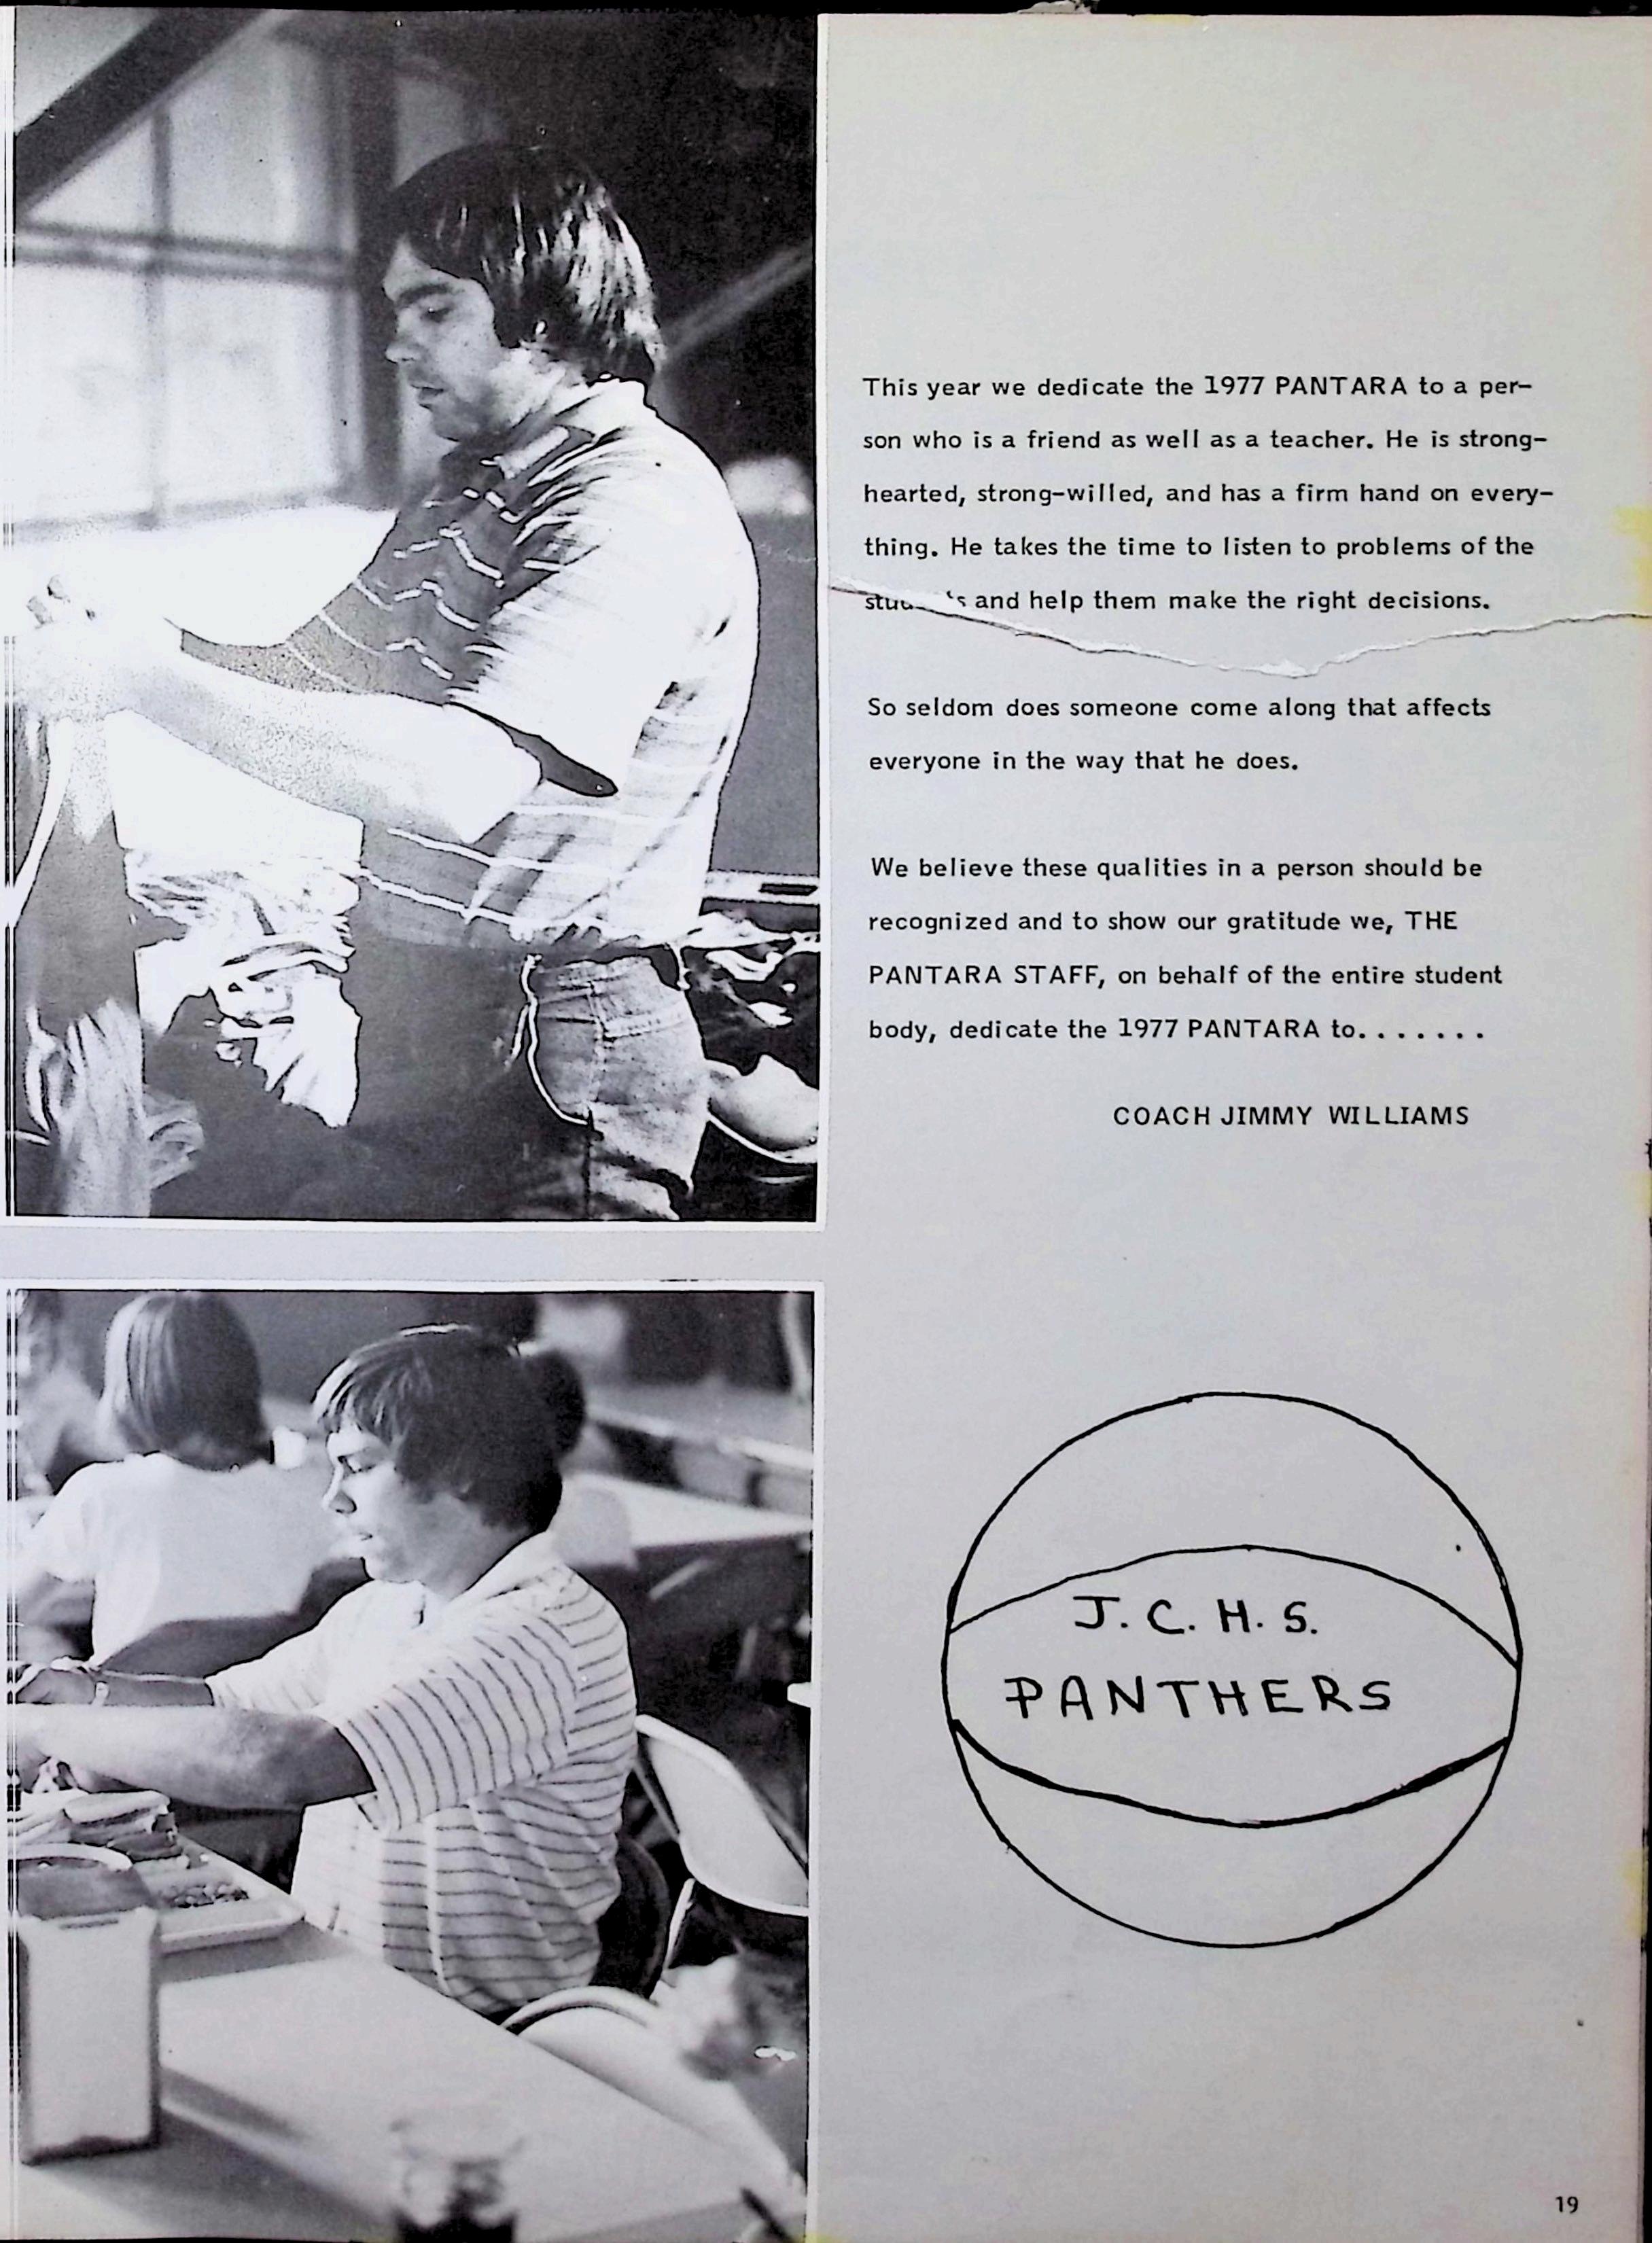 This year we dedicate the 1977 PANTARA to a per-
son who is a friend as well as a teacher. He is strong-
hearted, strong-willed, and has a firm hand on every-
thing. He takes the time to listen to problems of the
and help them make the right decisions.
So seldom does someone come along that affects
everyone in the way that he does.
We believe these qualities in a person should be
recognized and to show our gratitude we, THE
PANTARA STAFF, on behalf of the entire student
body, dedicate the 1977 PANTARA to.......
COACH JIMMY WILLIAMS
J. C. H. S.
PANTHERS
19